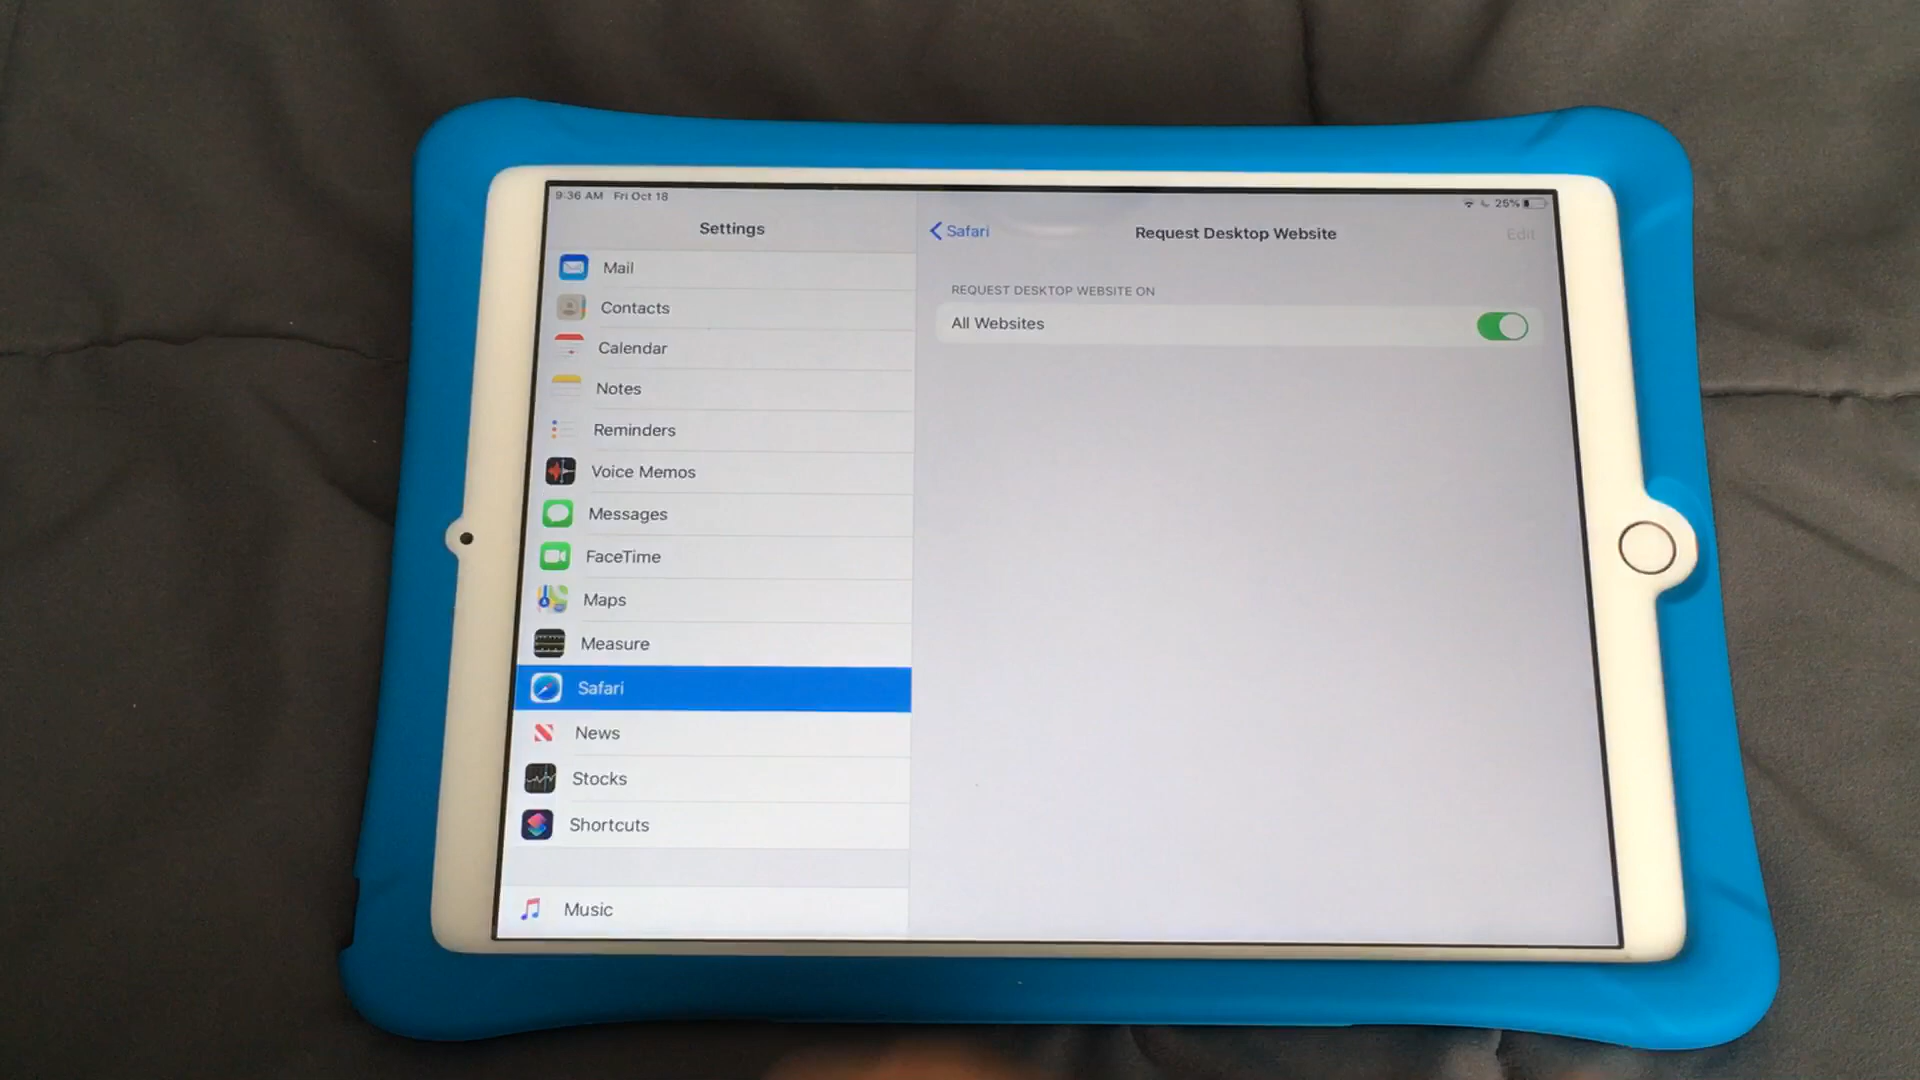 9:36 AM Fri Oct 18
25%
Settings
Mail
Contacts
Calendar
Notes
Reminders
Voice Memos
Messages
FaceTime
Maps
Measure
Safari
News
Stocks
Shortcuts
Music
Safari
Request Desktop Website
Edit
REQUEST DESKTOP WEBSITE ON
All Websites